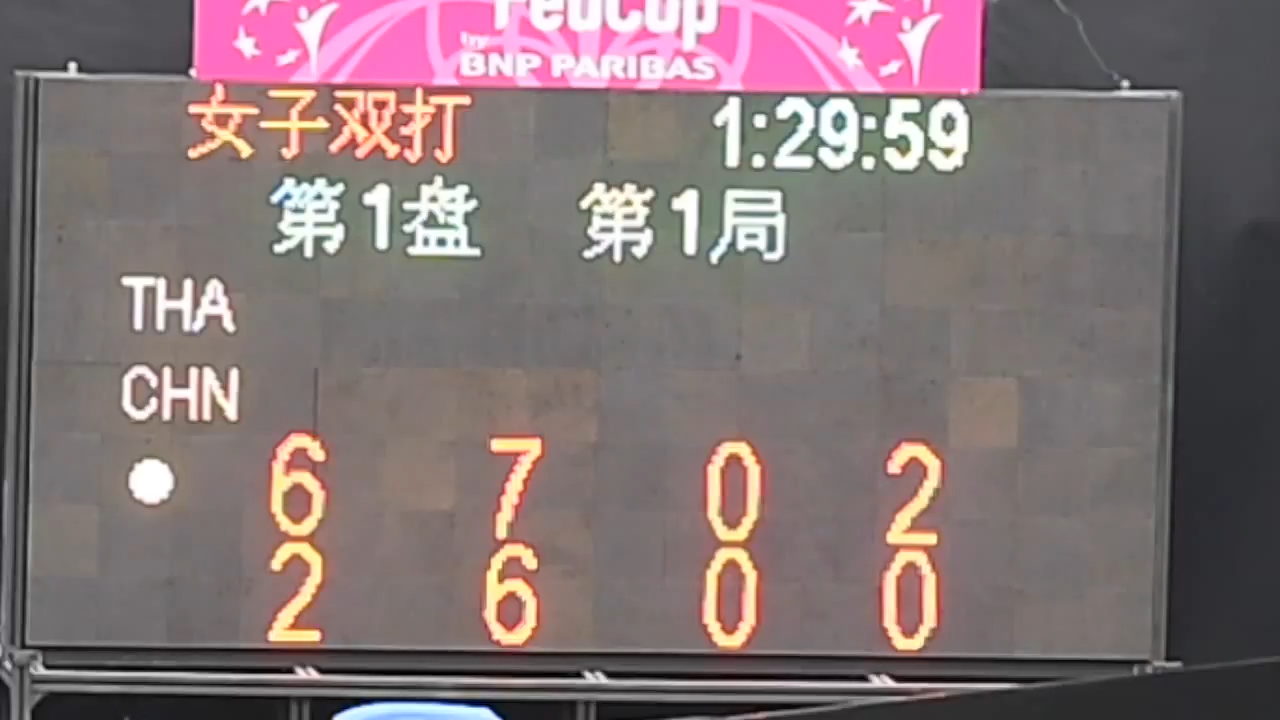 FedCup
by
BNP PARIBAS
女子双打 1:29:59
第1盘 第1局
THA
CHN
6 7 0 2
2 6 0 0